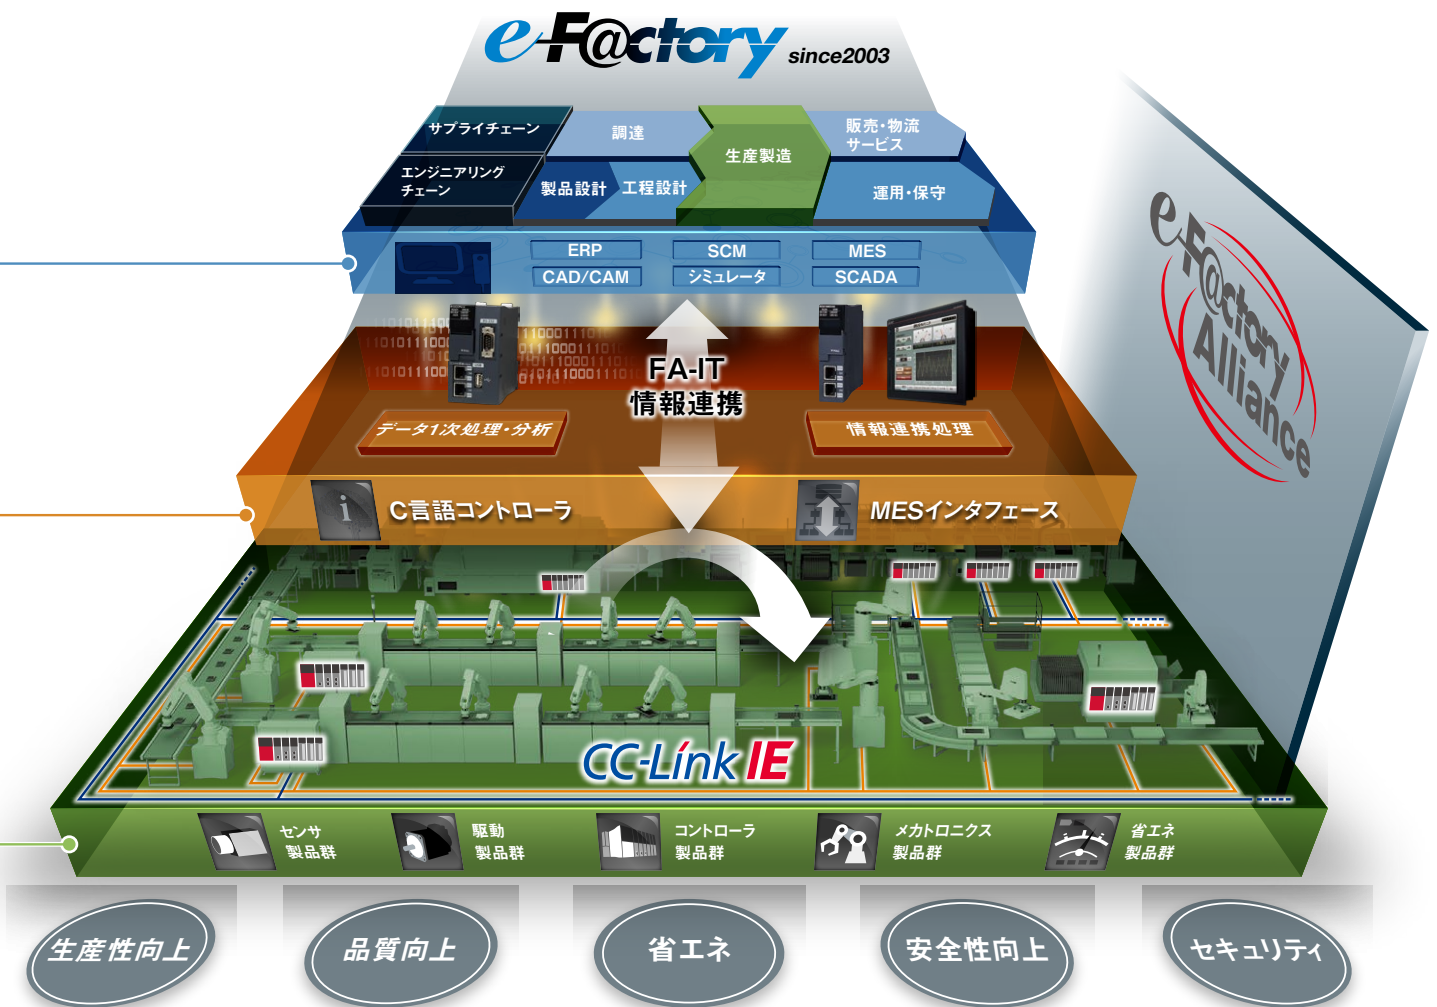 e-F@ctory since2003
サプライチェーン
調達
生産製造
販売・物流
サービス
エンジニアリング
チェーン
製品設計
工程設計
運用・保守
ERP
SCM
MES
CAD/CAM
シミュレータ
SCADA
FA-IT
情報連携
データ1次処理・分析
情報連携処理
C言語コントローラ
MESインタフェース
e-F@ctory
Alliance
CC-Link IE
センサ
製品群
駆動
製品群
コントローラ
製品群
メカトロニクス
製品群
省エネ
製品群
生産性向上
品質向上
省エネ
安全性向上
セキュリティ